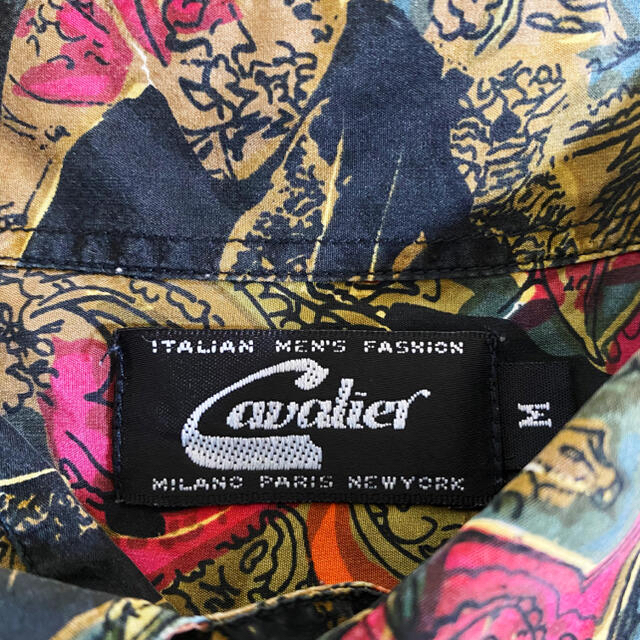 ITALIAN MEN'S FASHION
Cavalier
MILANO PARIS NEWYORK
M